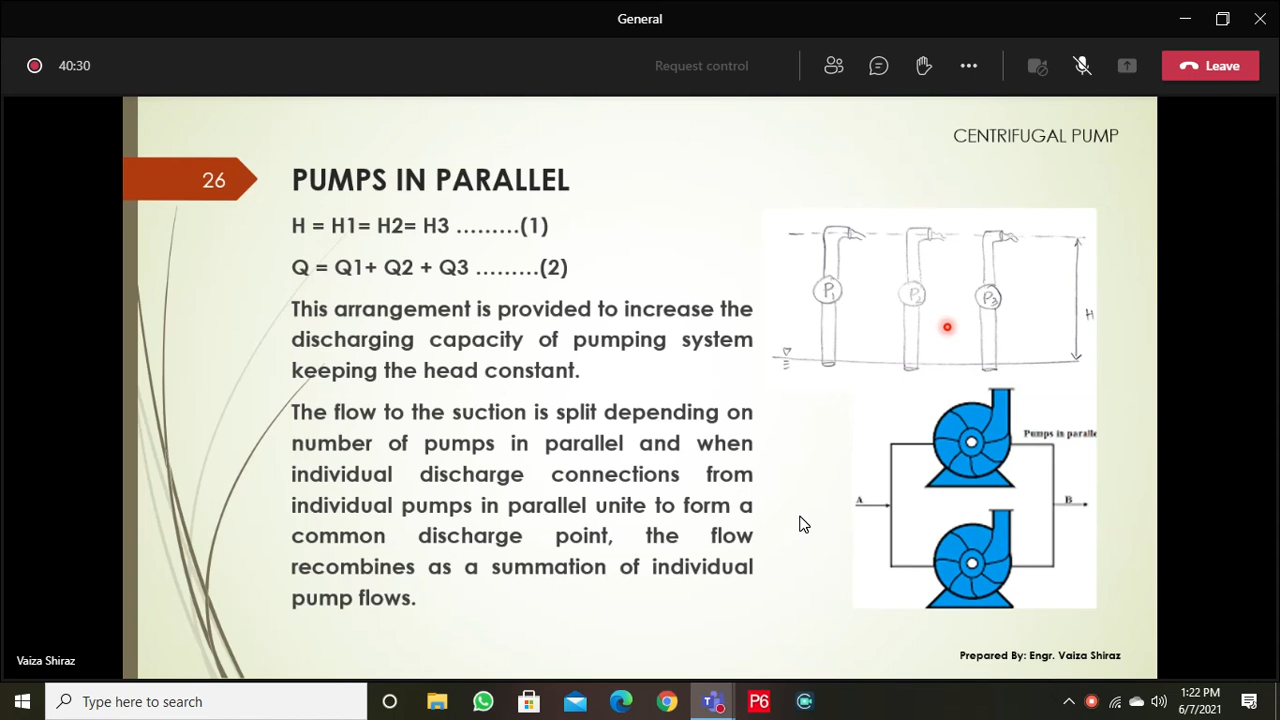 General
40:30
Request control
Leave
CENTRIFUGAL PUMP
26
PUMPS IN PARALLEL
H = H1= H2= H3 ………(1)
Q = Q1+ Q2 + Q3 ………(2)
This arrangement is provided to increase the
discharging capacity of pumping system
keeping the head constant.
The flow to the suction is split depending on
number of pumps in parallel and when
individual discharge connections from
individual pumps in parallel unite to form a
common discharge point, the flow
recombines as a summation of individual
pump flows.
P1
P2
P3
H
Pumps in paralle
A
B
Prepared By: Engr. Vaiza Shiraz
Vaiza Shiraz
Type here to search
P6
1:22 PM
6/7/2021